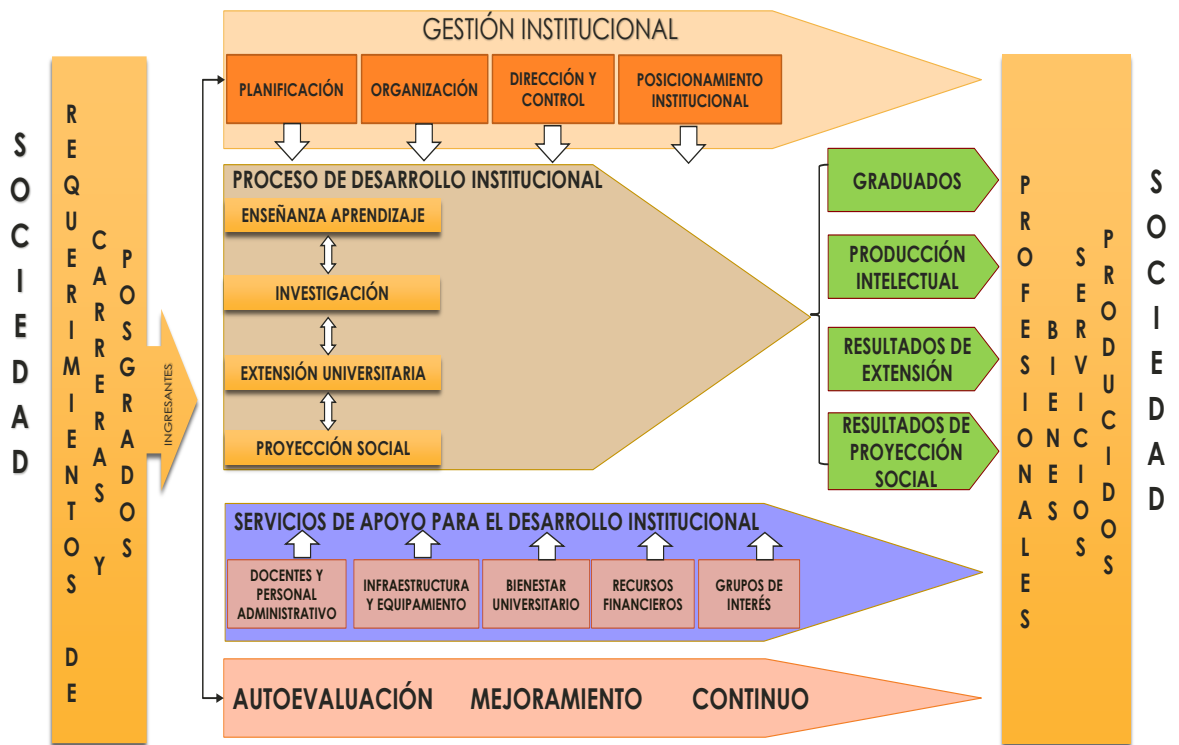 SOCIEDAD
REQUERIMIENTOS DE
CARRERAS Y
POSGRADOS
INGRESANTES
GESTIÓN INSTITUCIONAL
PLANIFICACIÓN
ORGANIZACIÓN
DIRECCIÓN Y
CONTROL
POSICIONAMIENTO
INSTITUCIONAL
PROCESO DE DESARROLLO INSTITUCIONAL
ENSEÑANZA APRENDIZAJE
INVESTIGACIÓN
EXTENSIÓN UNIVERSITARIA
PROYECCIÓN SOCIAL
GRADUADOS
PRODUCCIÓN
INTELECTUAL
RESULTADOS DE
EXTENSIÓN
RESULTADOS DE
PROYECCIÓN
SOCIAL
SERVICIOS DE APOYO PARA EL DESARROLLO INSTITUCIONAL
DOCENTES Y
PERSONAL
ADMINISTRATIVO
INFRAESTRUCTURA
Y EQUIPAMIENTO
BIENESTAR
UNIVERSITARIO
RECURSOS
FINANCIEROS
GRUPOS DE
INTERÉS
AUTOEVALUACIÓN MEJORAMIENTO CONTINUO
PROFESIONALES
BIENES
SERVICIOS
PRODUCIDOS
SOCIEDAD